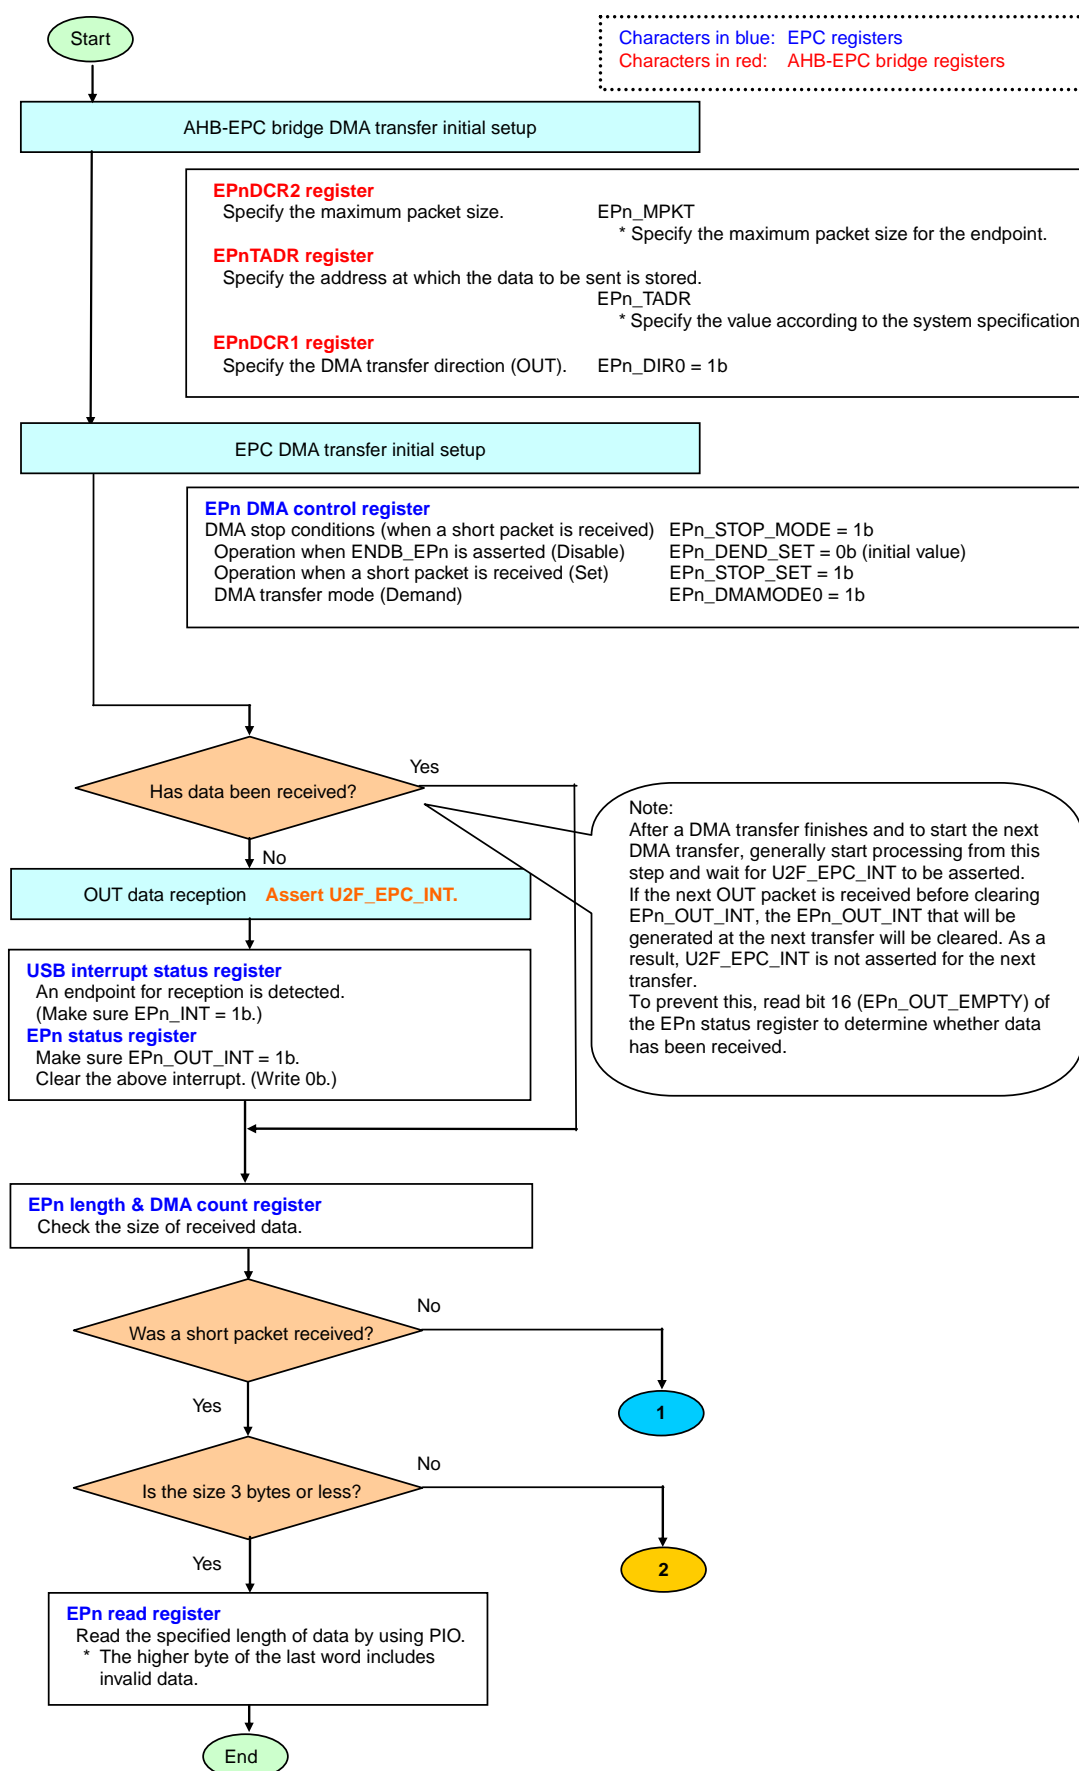 Start
Characters in blue: EPC registers
Characters in red: AHB-EPC bridge registers
AHB-EPC bridge DMA transfer initial setup
EPnDCR2 register
Specify the maximum packet size. EPn_MPKT
* Specify the maximum packet size for the endpoint.
EPnTADR register
Specify the address at which the data to be sent is stored.
EPn_TADR
* Specify the value according to the system specification
EPnDCR1 register
Specify the DMA transfer direction (OUT). EPn_DIR0 = 1b
EPC DMA transfer initial setup
EPn DMA control register
DMA stop conditions (when a short packet is received) EPn_STOP_MODE = 1b
Operation when ENDB_EPn is asserted (Disable) EPn_DEND_SET = 0b (initial value)
Operation when a short packet is received (Set) EPn_STOP_SET = 1b
DMA transfer mode (Demand) EPn_DMAMODE0 = 1b
Has data been received?
Yes
No
Note:
After a DMA transfer finishes and to start the next
DMA transfer, generally start processing from this
step and wait for U2F_EPC_INT to be asserted.
If the next OUT packet is received before clearing
EPn_OUT_INT, the EPn_OUT_INT that will be
generated at the next transfer will be cleared. As a
result, U2F_EPC_INT is not asserted for the next
transfer.
To prevent this, read bit 16 (EPn_OUT_EMPTY) of
the EPn status register to determine whether data
has been received.
OUT data reception Assert U2F_EPC_INT.
USB interrupt status register
An endpoint for reception is detected.
(Make sure EPn_INT = 1b.)
EPn status register
Make sure EPn_OUT_INT = 1b.
Clear the above interrupt. (Write 0b.)
EPn length & DMA count register
Check the size of received data.
Was a short packet received?
No
1
Yes
Is the size 3 bytes or less?
No
2
Yes
EPn read register
Read the specified length of data by using PIO.
* The higher byte of the last word includes
invalid data.
End